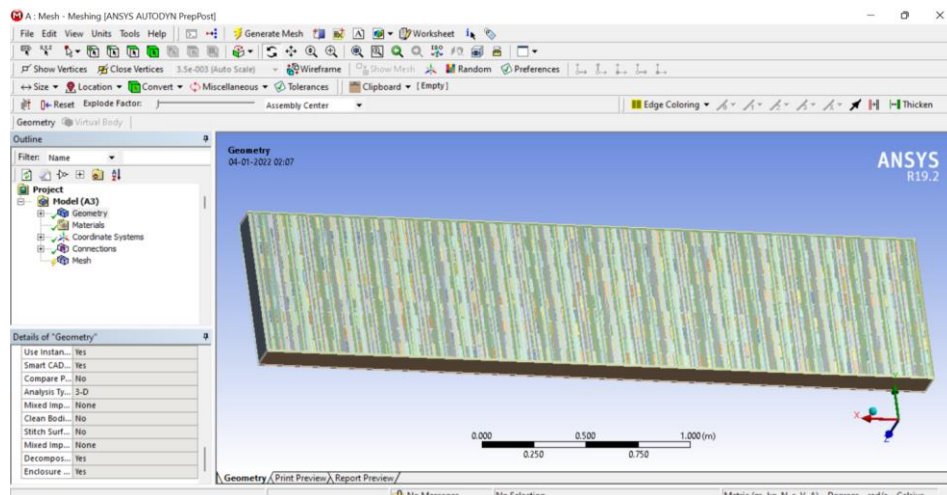 A : Mesh - Meshing [ANSYS AUTODYN PrepPost]
File Edit View Units Tools Help Generate Mesh Worksheet
Show Vertices Close Vertices 3.5e-003 (Auto Scale) Wireframe Show Mesh Random Preferences
Size Location Convert Miscellaneous Tolerances Clipboard [Empty]
Reset Explode Factor: Assembly Center Edge Coloring Thicken
Geometry Virtual Body
Outline
Filter: Name
Project
Model (A3)
Geometry
Materials
Coordinate Systems
Connections
Mesh
Details of "Geometry"
Use Instan... Yes
Smart CAD... Yes
Compare P... No
Analysis Ty... 3-D
Mixed Imp... None
Clean Bodi... No
Stitch Surf... No
Mixed Imp... None
Decompos... Yes
Enclosure ... Yes
Geometry
04-01-2022 02:07
ANSYS
R19.2
X
Z
0.000 0.500 1.000 (m)
0.250 0.750
Geometry Print Preview Report Preview
No Messages No Selection Metric (m, kg, N, s, V, A) Degrees rad/s Celsius